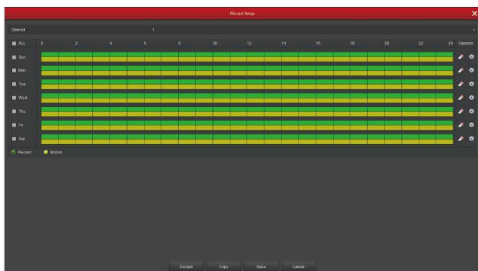 Record Setup
Channel 1
ALL 0 2 4 6 8 10 12 14 16 18 20 22 24 Operate
Sun
Mon
Tue
Wed
Thu
Fri
Sat
Record Motion
Default Copy Save Cancel